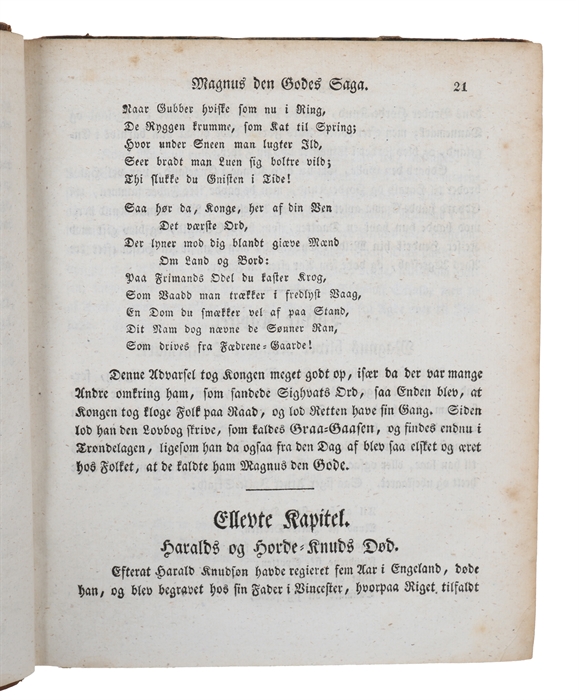 Magnus den Godes Saga. 21
Naar Gubber hviske som nu i Ring,
De Ryggen krumme, som Kat til Spring;
Hvor under Sneen man lugter Ild,
Seer bradt man Luen sig boltre vild;
Thi slukke du Gnisten i Tide!
Saa hør da, Konge, her af din Ven
Det værste Ord,
Der lyner mod dig blandt gjæve Mænd
Om Land og Bord:
Paa Frimands Odel du kaster Krog,
Som Vaadd man trækker i fredlyst Vaag,
En Dom du smækker vel af paa Stand,
Dit Nam dog nævne de Sønner Ran,
Som drives fra Fædrene-Gaarde!
Denne Advarsel tog Kongen meget godt op, især da der var mange
Andre omkring ham, som sandede Sighvats Ord, saa Enden blev, at
Kongen tog kloge Folk paa Raad, og lod Retten have sin Gang. Siden
lod han den Lovbog skrive, som kaldes Graa-Gaasen, og findes endnu i
Trøndelagen, ligesom han da ogsaa fra den Dag af blev saa elsket og æret
hos Folket, at de kaldte ham Magnus den Gode.
Ellevte Kapitel.
Haralds og Horde-Knuds Død.
Efterat Harald Knudsøn havde regieret fem Aar i Engeland, døde
han, og blev begravet hos sin Fader i Vincester, hvorpaa Riget tilfaldt